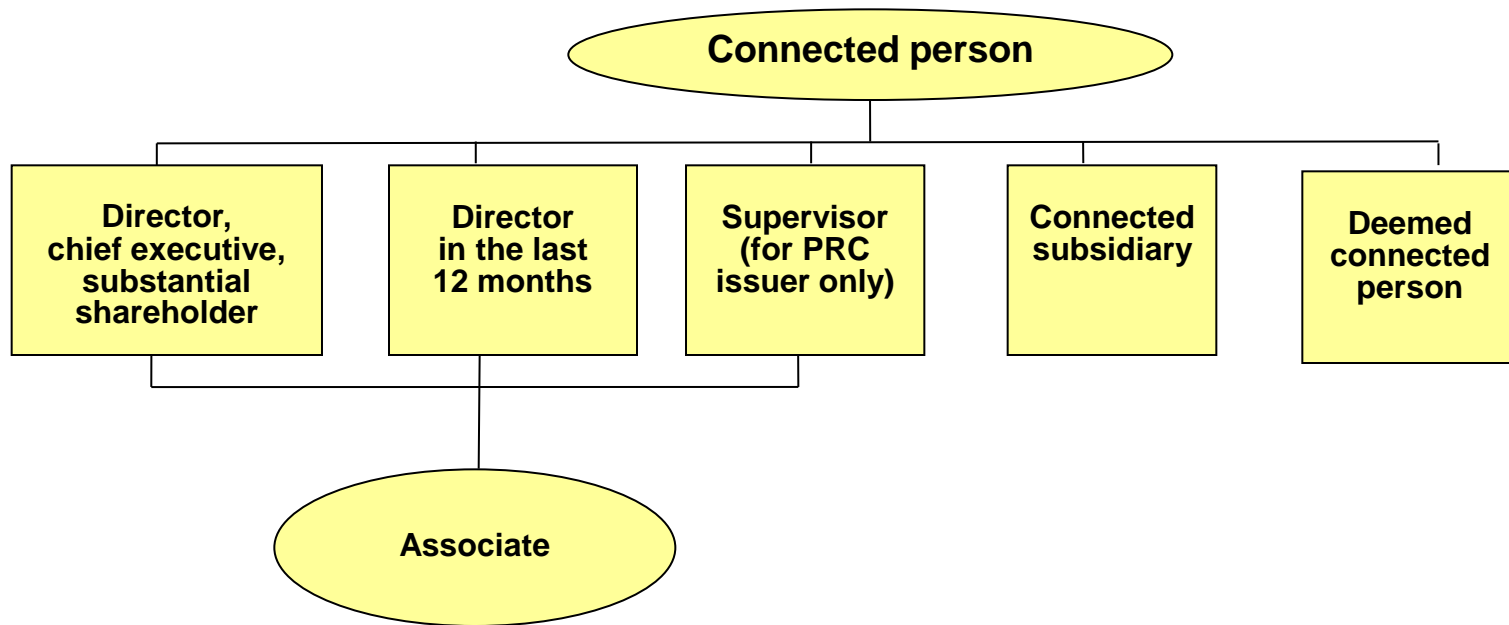 Connected person
Director,
chief executive,
substantial
shareholder
Director
in the last
12 months
Supervisor
(for PRC
issuer only)
Connected
subsidiary
Deemed
connected
person
Associate